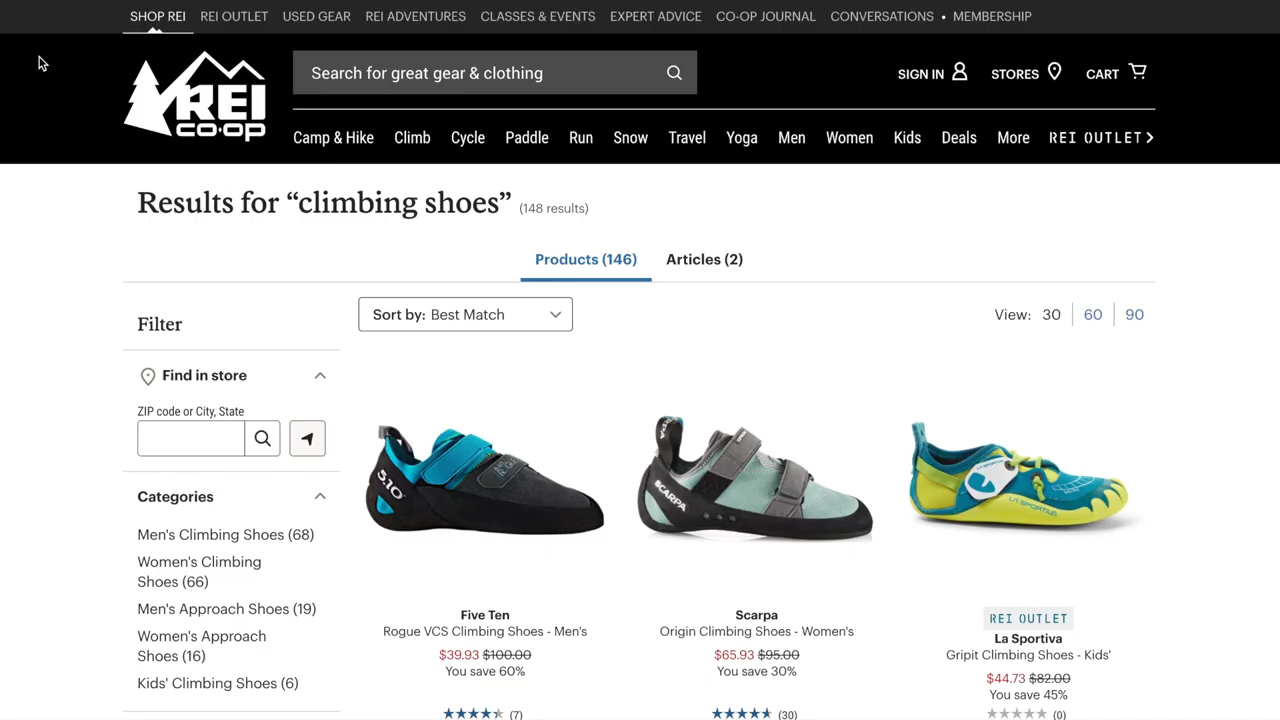 SHOP REI REI OUTLET USED GEAR REI ADVENTURES CLASSES & EVENTS EXPERT ADVICE CO-OP JOURNAL CONVERSATIONS • MEMBERSHIP
REI
CO·OP
Search for great gear & clothing
SIGN IN STORES CART
Camp & Hike Climb Cycle Paddle Run Snow Travel Yoga Men Women Kids Deals More REI OUTLET
Results for “climbing shoes” (148 results)
Products (146) Articles (2)
Filter
Sort by: Best Match
View: 30 60 90
Find in store
ZIP code or City, State
Categories
Men's Climbing Shoes (68)
Women's Climbing
Shoes (66)
Men's Approach Shoes (19)
Women's Approach
Shoes (16)
Kids' Climbing Shoes (6)
5.10
Five Ten
Rogue VCS Climbing Shoes - Men's
$39.93 $100.00
You save 60%
(7)
SCARPA
Scarpa
Origin Climbing Shoes - Women's
$65.93 $95.00
You save 30%
(30)
LA SPORTIVA
REI OUTLET
La Sportiva
Gripit Climbing Shoes - Kids'
$44.73 $82.00
You save 45%
(0)